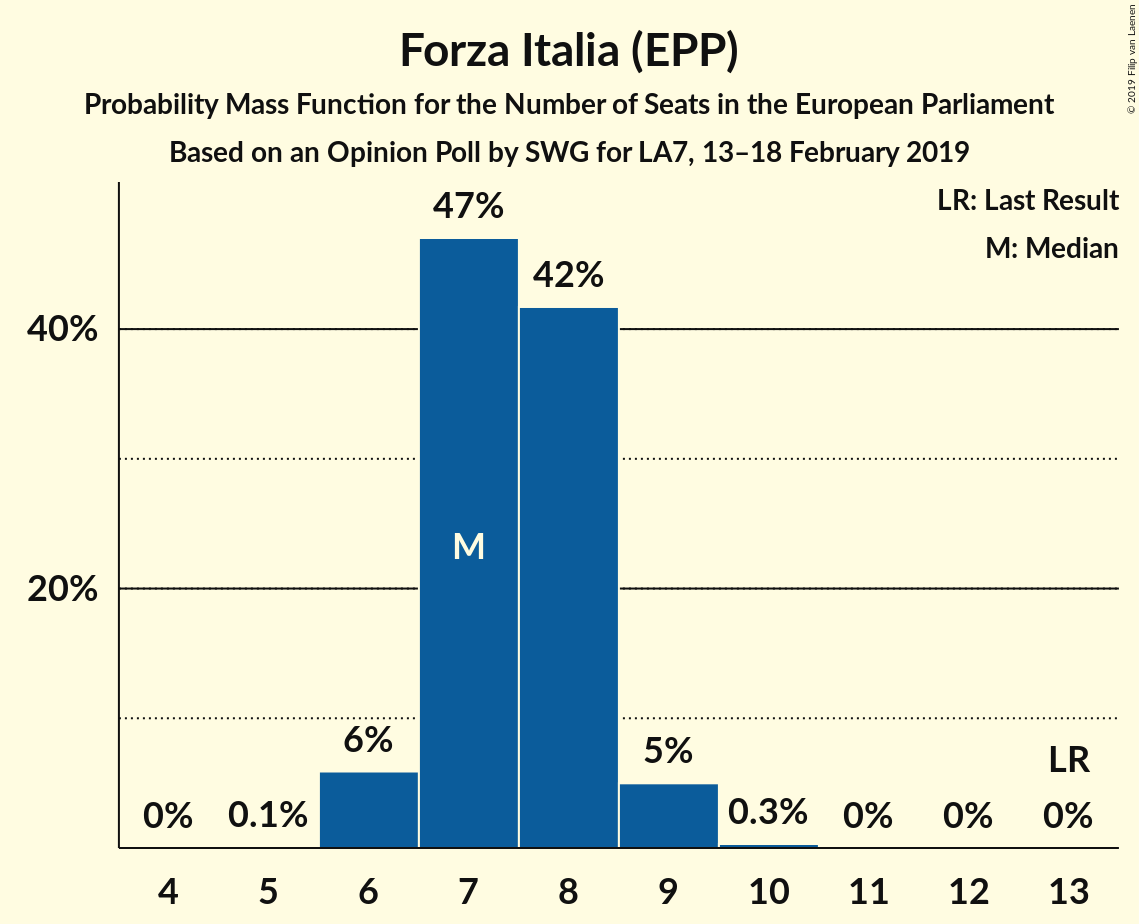 Forza Italia (EPP)
Probability Mass Function for the Number of Seats in the European Parliament
Based on an Opinion Poll by SWG for LA7, 13–18 February 2019
© 2019 Filip van Laenen
LR: Last Result
M: Median
47%
42%
40%
M
20%
6%
5%
LR
0%
0.1%
0.3%
0%
0%
0%
4 5 6 7 8 9 10 11 12 13